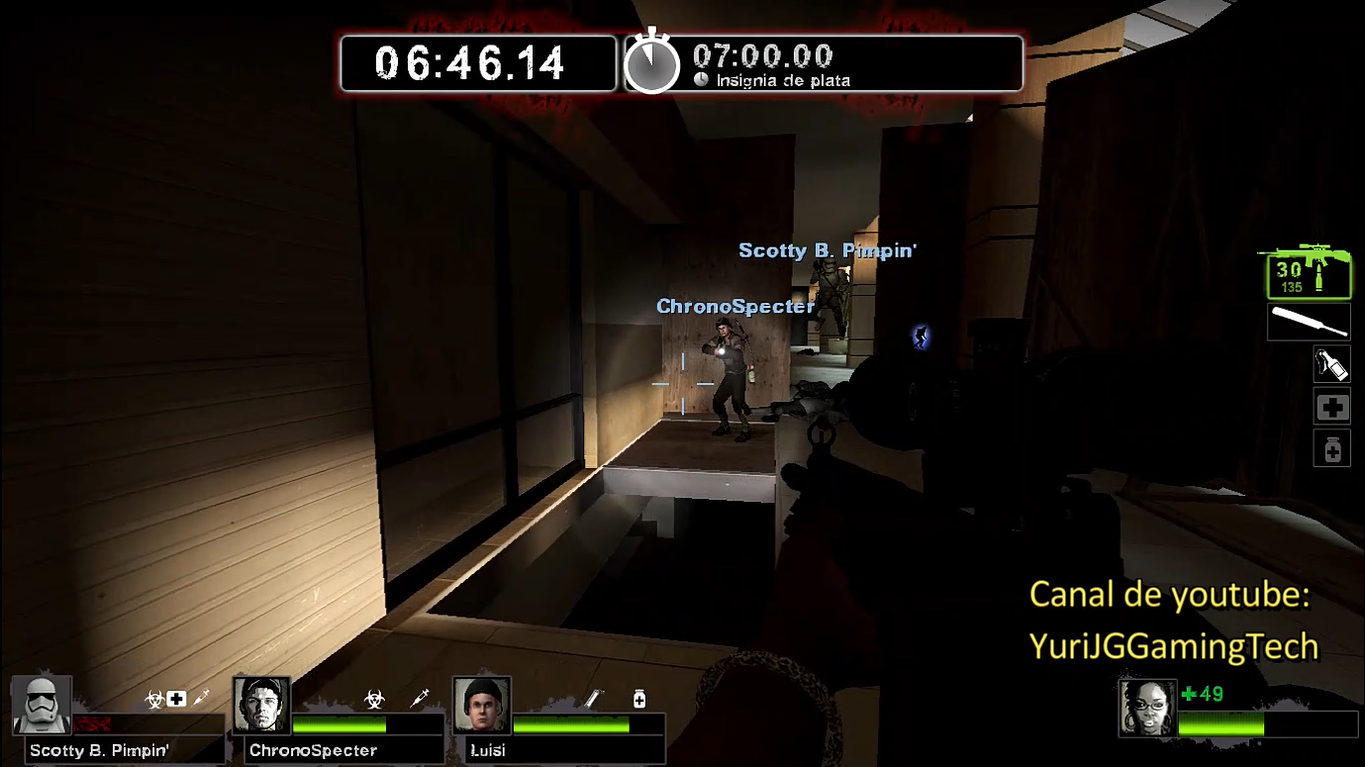 06:46.14
07:00.00
Insignia de plata
Scotty B. Pimpin'
ChronoSpecter
30
135
Canal de youtube:
YuriJGGamingTech
+49
Scotty B. Pimpin'
ChronoSpecter
Luisi